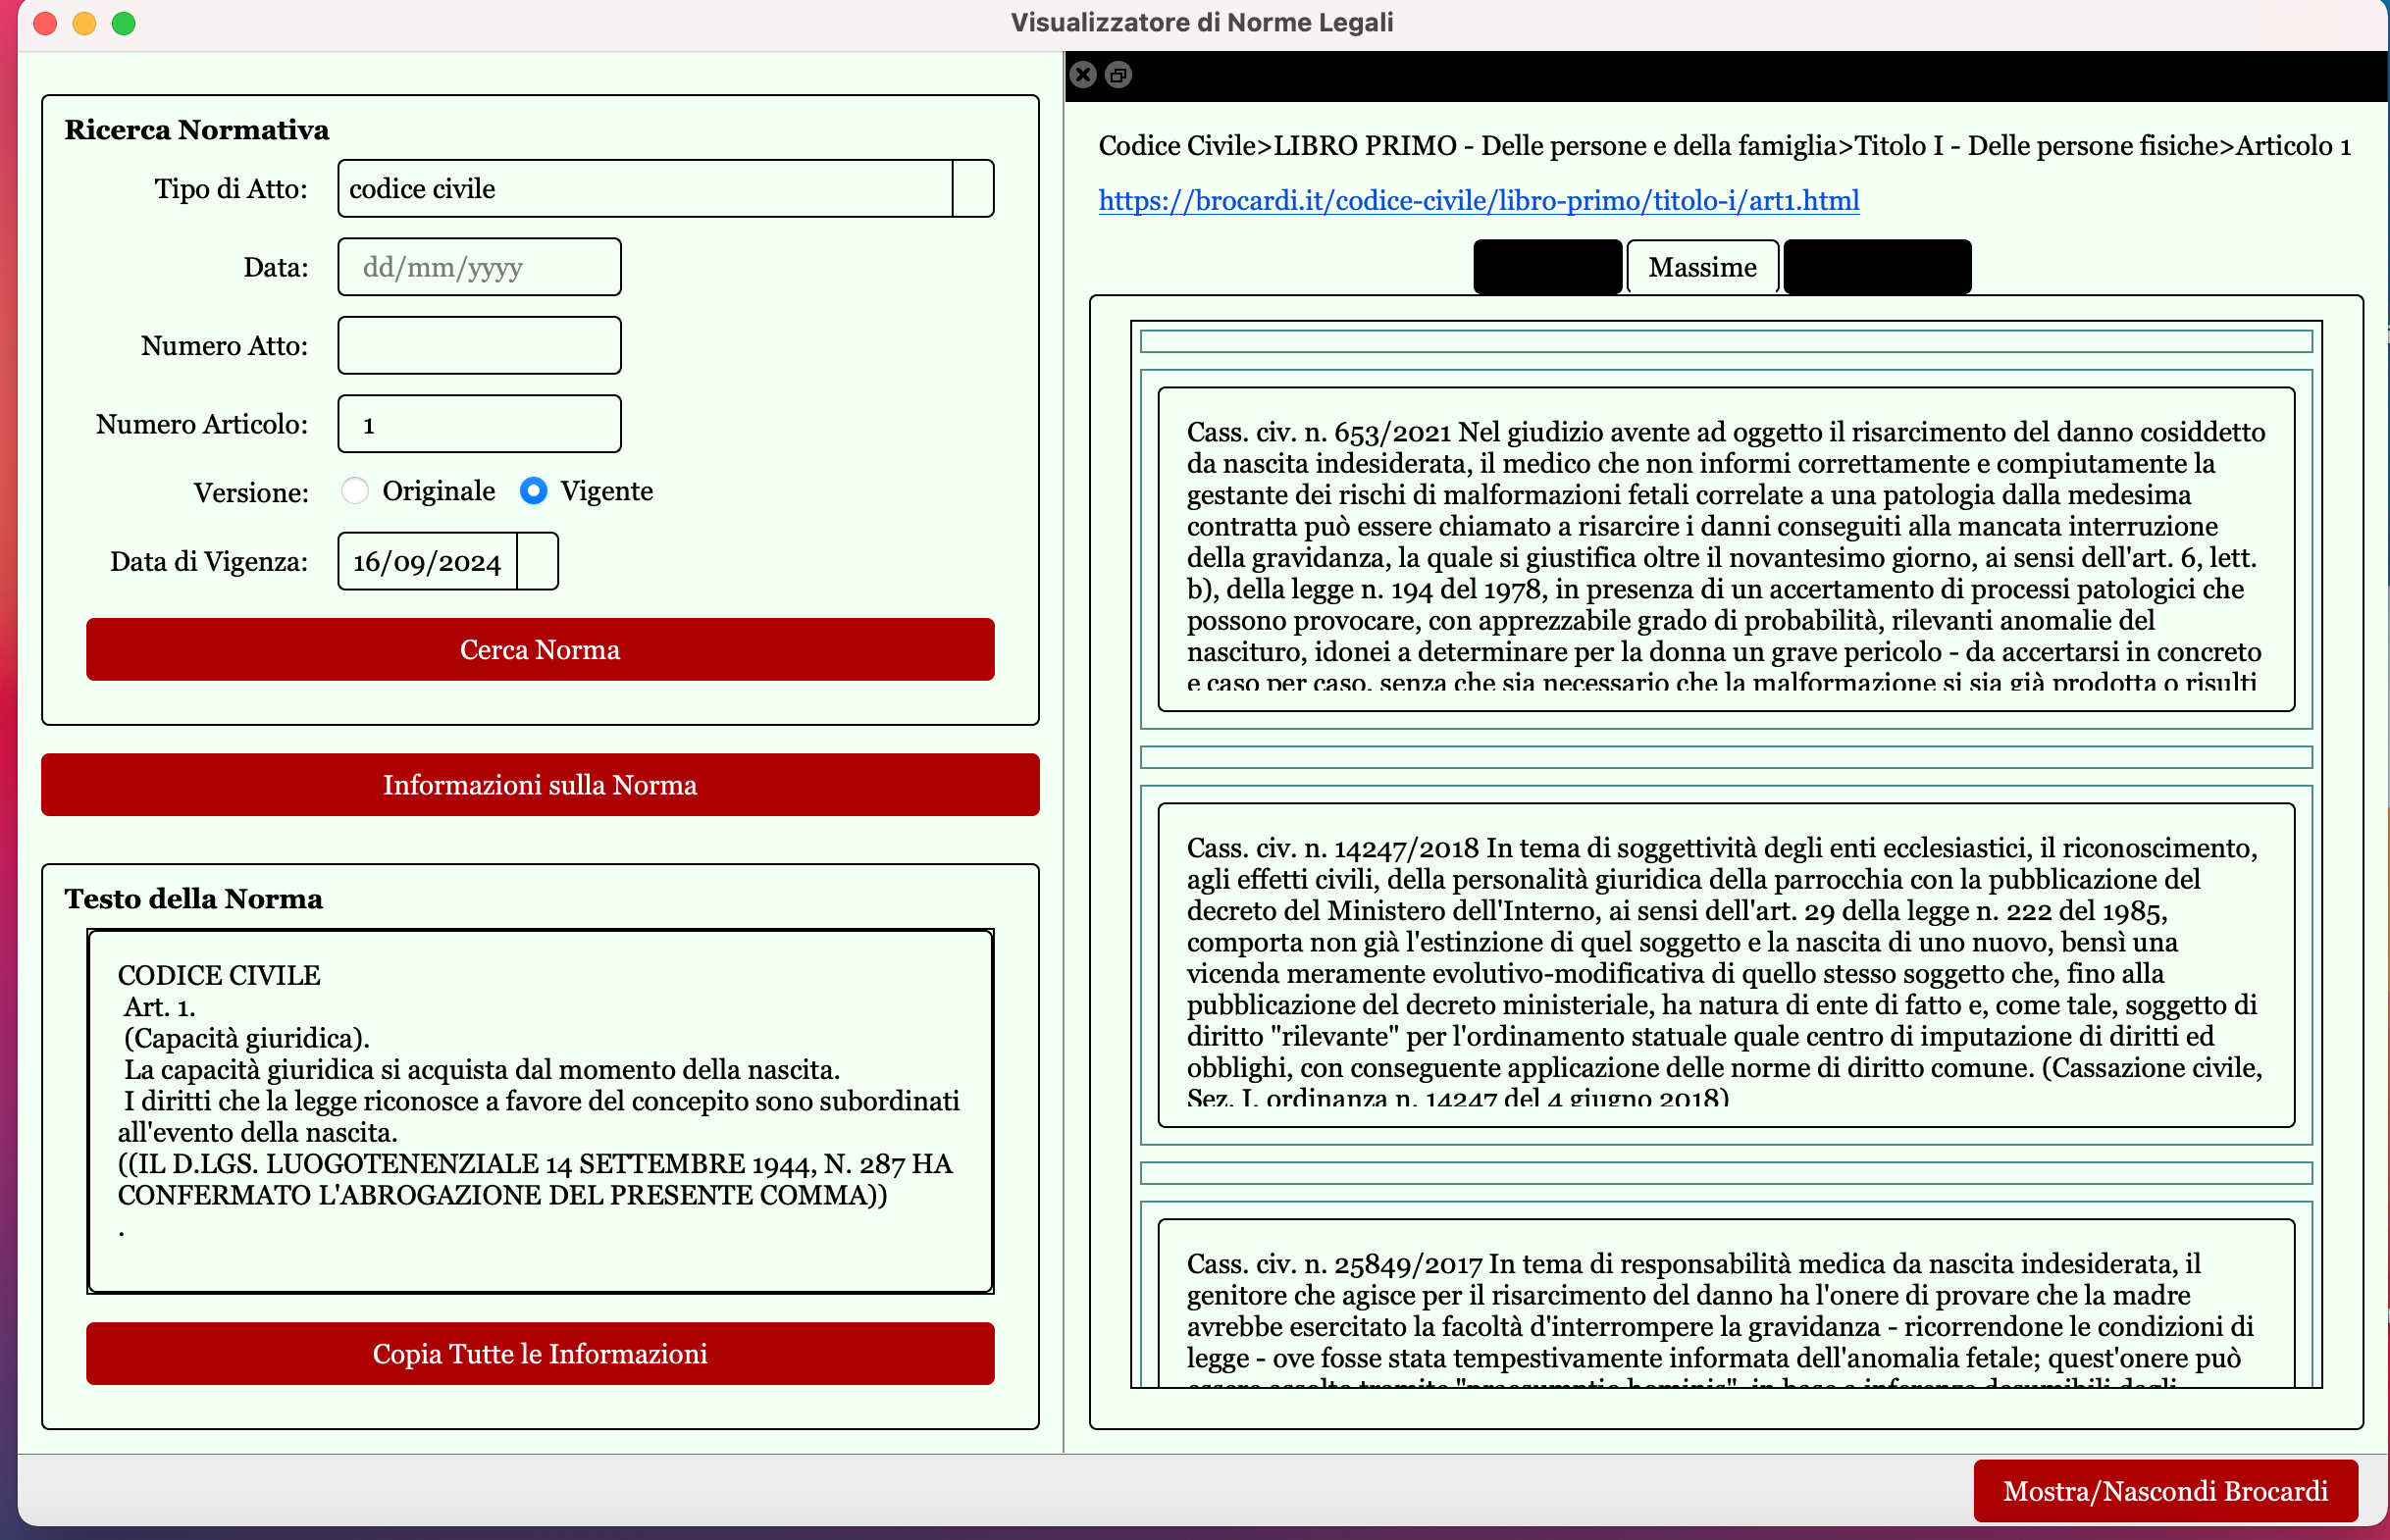 Visualizzatore di Norme Legali
Ricerca Normativa
Tipo di Atto: codice civile
Data: dd/mm/yyyy
Numero Atto:
Numero Articolo: 1
Versione: Originale Vigente
Data di Vigenza: 16/09/2024
Cerca Norma
Informazioni sulla Norma
Testo della Norma
CODICE CIVILE
Art. 1.
(Capacità giuridica).
La capacità giuridica si acquista dal momento della nascita.
I diritti che la legge riconosce a favore del concepito sono subordinati
all'evento della nascita.
((IL D.LGS. LUOGOTENENZIALE 14 SETTEMBRE 1944, N. 287 HA
CONFERMATO L'ABROGAZIONE DEL PRESENTE COMMA))
.
Copia Tutte le Informazioni
Codice Civile>LIBRO PRIMO - Delle persone e della famiglia>Titolo I - Delle persone fisiche>Articolo 1
https://brocardi.it/codice-civile/libro-primo/titolo-i/art1.html
Massime
Cass. civ. n. 653/2021 Nel giudizio avente ad oggetto il risarcimento del danno cosiddetto
da nascita indesiderata, il medico che non informi correttamente e compiutamente la
gestante dei rischi di malformazioni fetali correlate a una patologia dalla medesima
contratta può essere chiamato a risarcire i danni conseguiti alla mancata interruzione
della gravidanza, la quale si giustifica oltre il novantesimo giorno, ai sensi dell'art. 6, lett.
b), della legge n. 194 del 1978, in presenza di un accertamento di processi patologici che
possono provocare, con apprezzabile grado di probabilità, rilevanti anomalie del
nascituro, idonei a determinare per la donna un grave pericolo - da accertarsi in concreto
e caso per caso, senza che sia necessario che la malformazione si sia già prodotta o risulti
Cass. civ. n. 14247/2018 In tema di soggettività degli enti ecclesiastici, il riconoscimento,
agli effetti civili, della personalità giuridica della parrocchia con la pubblicazione del
decreto del Ministero dell'Interno, ai sensi dell'art. 29 della legge n. 222 del 1985,
comporta non già l'estinzione di quel soggetto e la nascita di uno nuovo, bensì una
vicenda meramente evolutivo-modificativa di quello stesso soggetto che, fino alla
pubblicazione del decreto ministeriale, ha natura di ente di fatto e, come tale, soggetto di
diritto "rilevante" per l'ordinamento statuale quale centro di imputazione di diritti ed
obblighi, con conseguente applicazione delle norme di diritto comune. (Cassazione civile,
Sez. I, ordinanza n. 14247 del 4 giugno 2018)
Cass. civ. n. 25849/2017 In tema di responsabilità medica da nascita indesiderata, il
genitore che agisce per il risarcimento del danno ha l'onere di provare che la madre
avrebbe esercitato la facoltà d'interrompere la gravidanza - ricorrendone le condizioni di
legge - ove fosse stata tempestivamente informata dell'anomalia fetale; quest'onere può
Mostra/Nascondi Brocardi